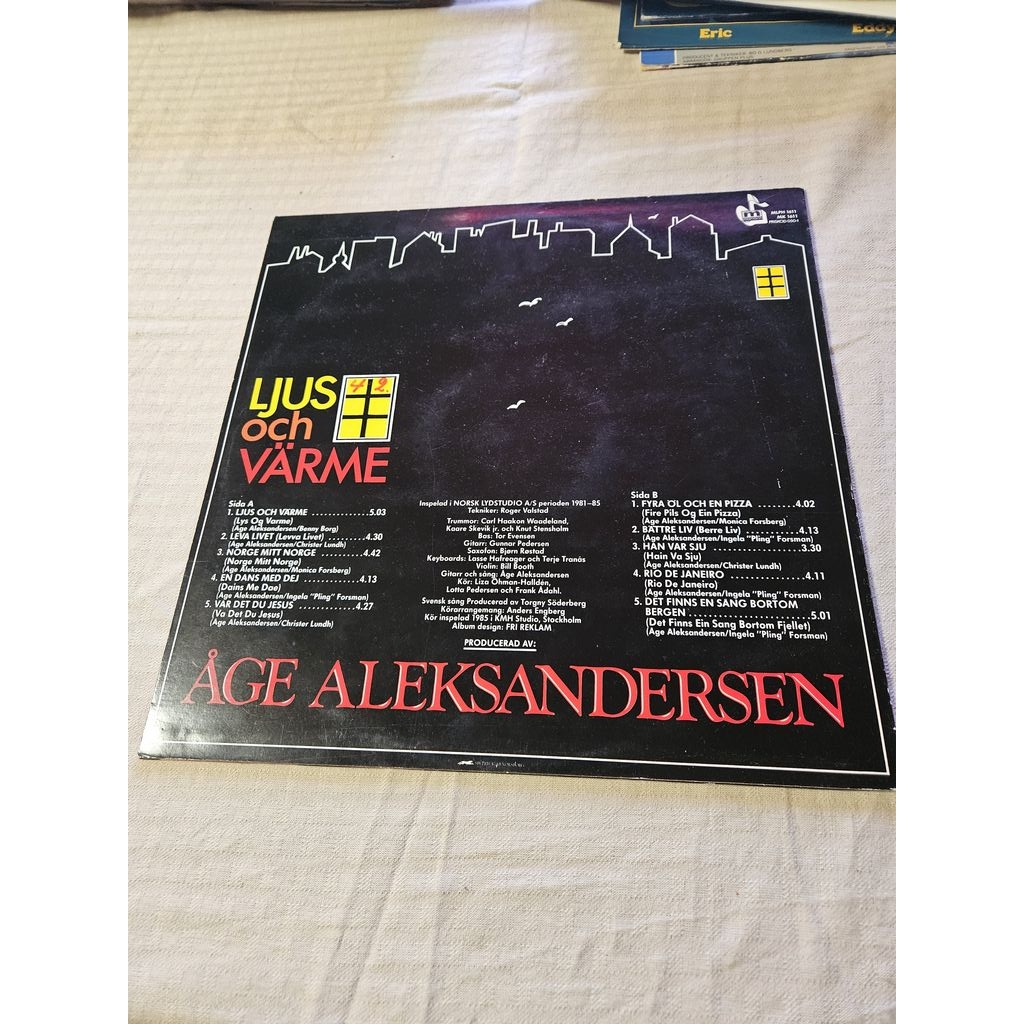 Eric
Eddy
MLPH 1611
MK 1611
LJUS
4 2.
och
VÄRME
Sida A
1. LJUS OCH VÄRME ..........5.03
(Lys Og Varme)
(Åge Aleksandersen/Benny Borg)
2. LEVA LIVET (Levva Livet) ..........4.30
(Åge Aleksandersen/Christer Lundh)
3. NORGE MITT NORGE ..........4.42
(Norge Mitt Norge)
(Åge Aleksandersen/Monica Forsberg)
4. EN DANS MED DEJ ............4.13
(Dains Me Dae)
(Åge Aleksandersen/Ingela "Pling" Forsman)
5. VAR DET DU JESUS .............4.27
(Va Det Du Jesus)
(Åge Aleksandersen/Christer Lundh)
Inspelad i NORSK LYDSTUDIO A/S perioden 1981–85
Tekniker: Roger Valstad
Trummor: Carl Haakon Waadeland,
Kaare Skevik jr. och Knut Stensholm
Bas: Tor Evensen
Gitarr: Gunnar Pedersen
Saxofon: Bjørn Røstad
Keyboards: Lasse Hafreager och Terje Tranås
Violin: Bill Booth
Gitarr och sång: Åge Aleksandersen
Kör: Liza Öhman-Halldén,
Lotta Pedersen och Frank Ådahl.
Svensk sång Producerad av Torgny Söderberg
Körarrangemang: Anders Engberg
Kör inspelad 1985 i KMH Studio, Stockholm
Album design: FRI REKLAM
PRODUCERAD AV:
Sida B
1. FYRA ÖL OCH EN PIZZA .......4.02
(Fire Pils Og Ein Pizza)
(Åge Aleksandersen/Monica Forsberg)
2. BÄTTRE LIV (Berre Liv) ..........4.13
(Åge Aleksandersen/Ingela "Pling" Forsman)
3. HAN VAR SJU ..................3.30
(Hain Va Sju)
(Åge Aleksandersen/Christer Lundh)
4. RIO DE JANEIRO ...............4.11
(Rio De Janeiro)
(Åge Aleksandersen/Ingela "Pling" Forsman)
5. DET FINNS EN SANG BORTOM
BERGEN .......................5.01
(Det Finns Ein Sang Bortom Fjellet)
(Åge Aleksandersen/Ingela "Pling" Forsman)
ÅGE ALEKSANDERSEN